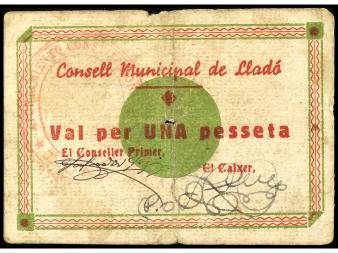 Consell Municipal de Lladó
Val per UNA pesseta
El Conseller Primer,
El Caixer,